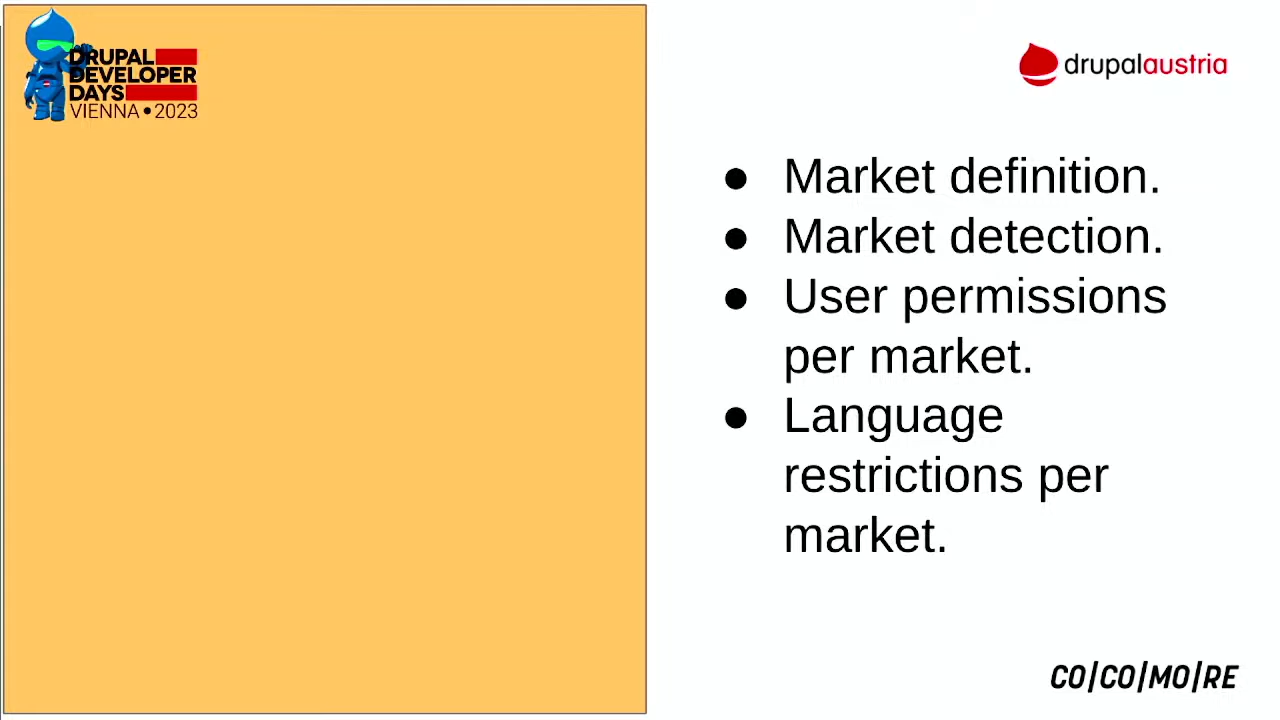 DRUPAL
DEVELOPER
DAYS
VIENNA • 2023
drupalaustria
● Market definition.
● Market detection.
● User permissions
per market.
● Language
restrictions per
market.
CO|CO|MO|RE